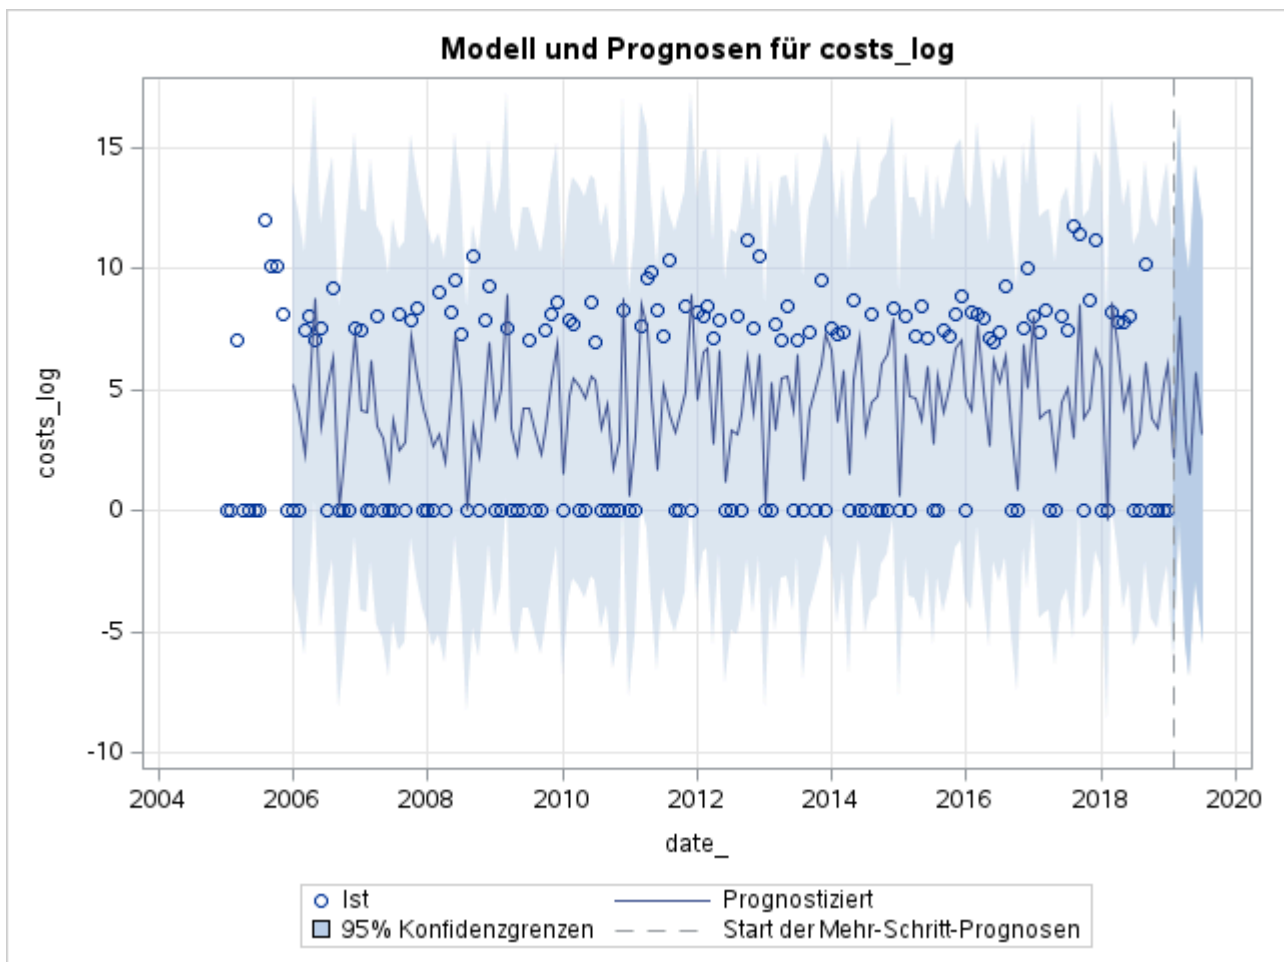 Modell und Prognosen für costs_log
15
10
5
0
-5
-10
costs_log
2004 2006 2008 2010 2012 2014 2016 2018 2020
date_
Ist Prognostiziert
95% Konfidenzgrenzen Start der Mehr-Schritt-Prognosen